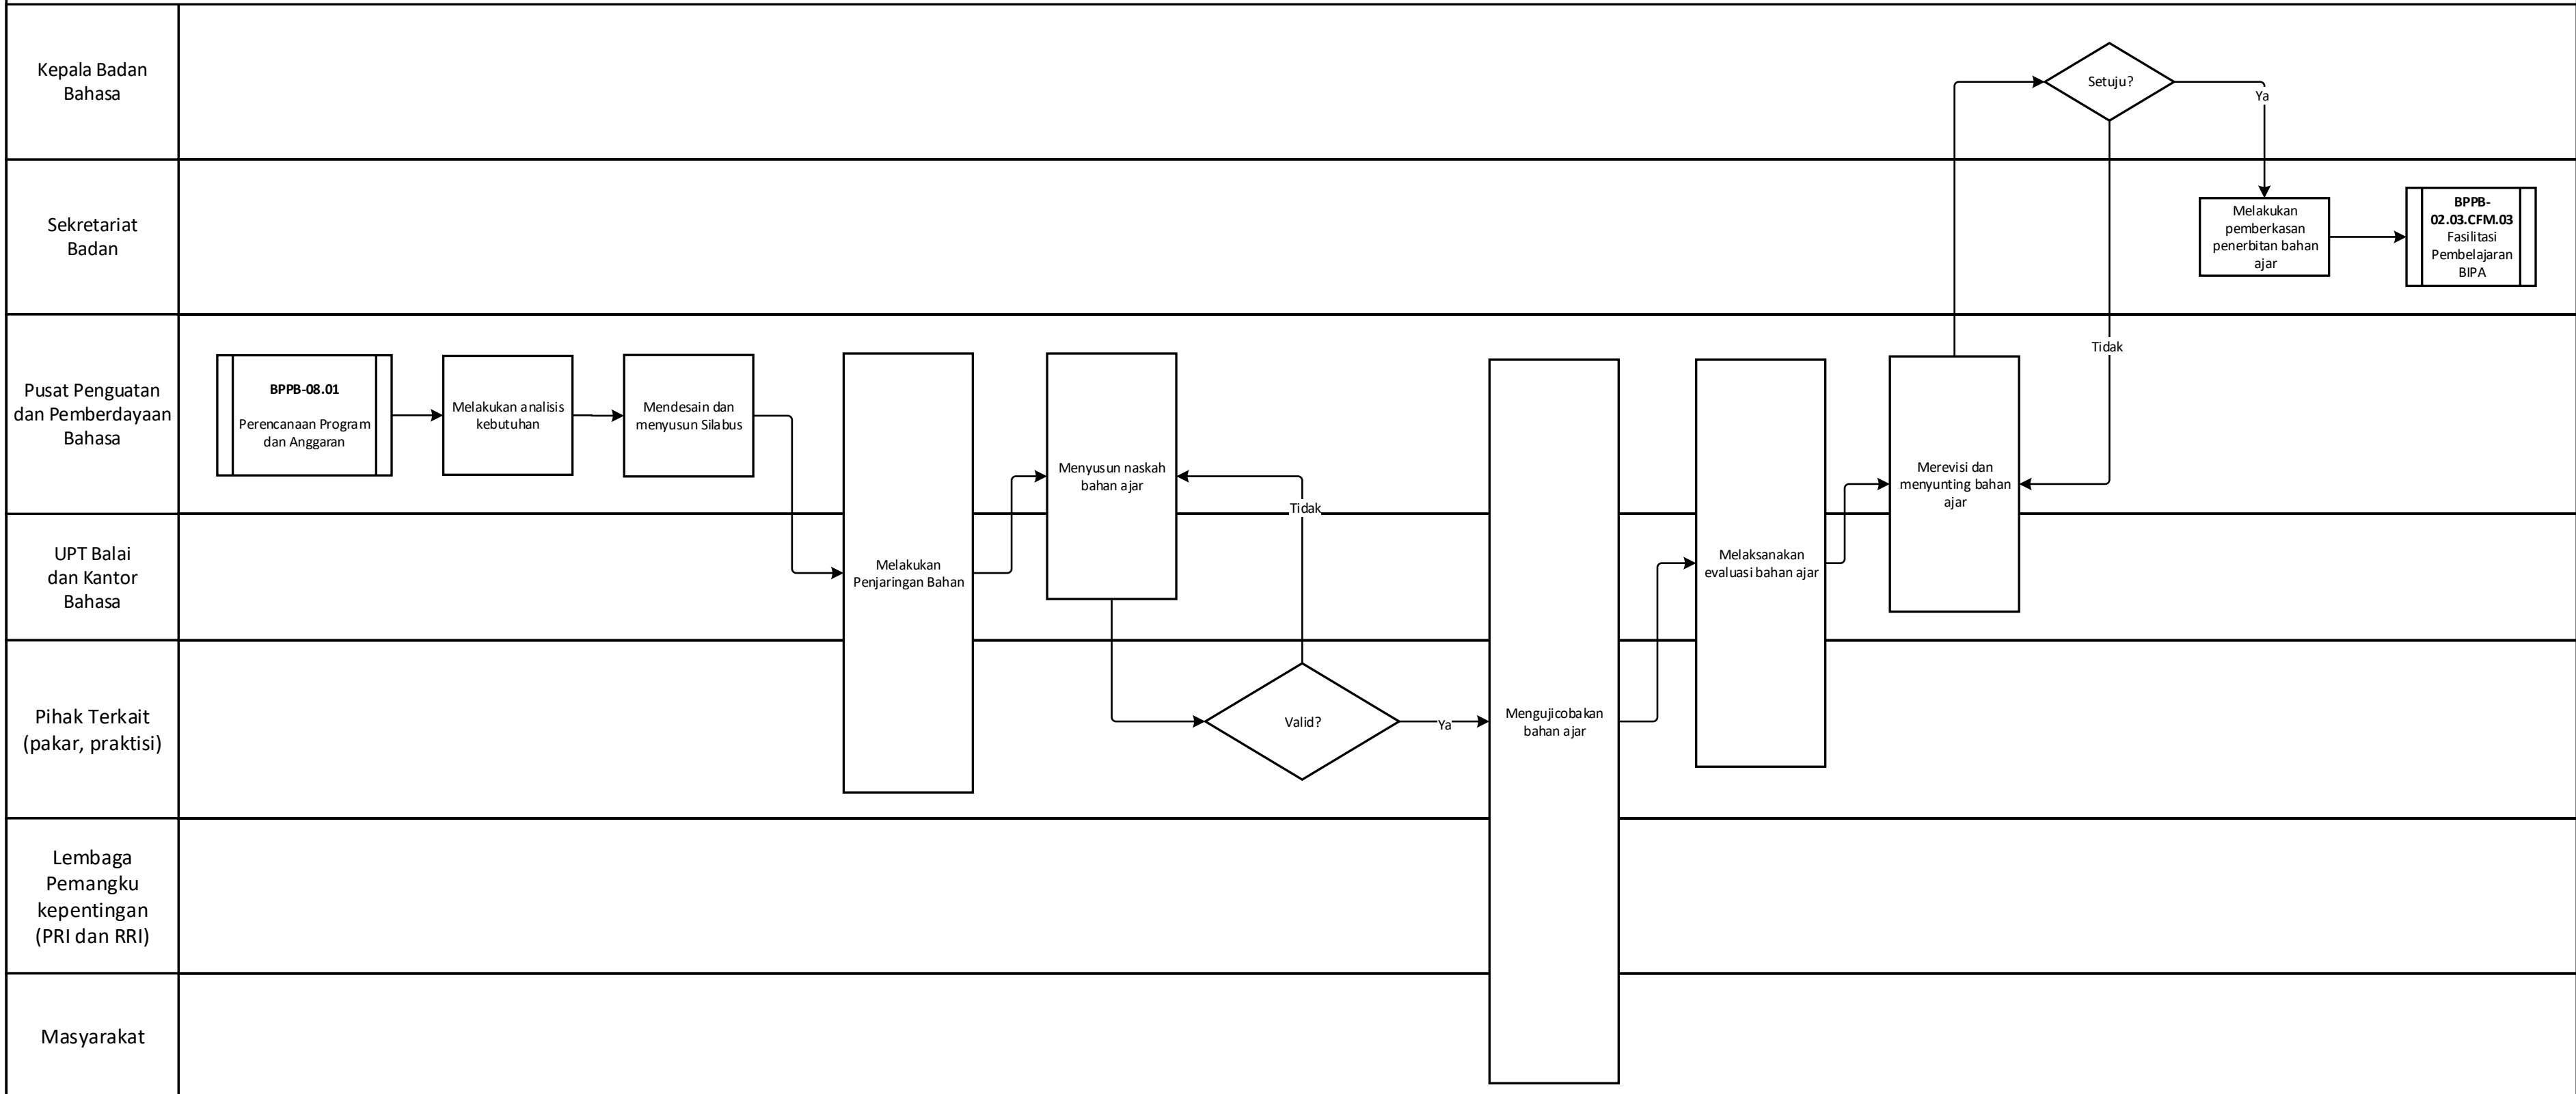 Kepala Badan
Bahasa
Setuju?
Ya
Sekretariat
Badan
Melakukan
pemberkasan
penerbitan bahan
ajar
BPPB-
02.03.CFM.03
Fasilitasi
Pembelajaran
BIPA
Tidak
Pusat Penguatan
dan Pemberdayaan
Bahasa
BPPB-08.01
Perencanaan Program
dan Anggaran
Melakukan analisis
kebutuhan
Mendesain dan
menyusun Silabus
Menyusun naskah
bahan ajar
Tidak
Merevisi dan
menyunting bahan
ajar
UPT Balai
dan Kantor
Bahasa
Melakukan
Penjaringan Bahan
Melaksanakan
evaluasi bahan ajar
Pihak Terkait
(pakar, praktisi)
Valid?
Ya
Mengujicobakan
bahan ajar
Lembaga
Pemangku
kepentingan
(PRI dan RRI)
Masyarakat